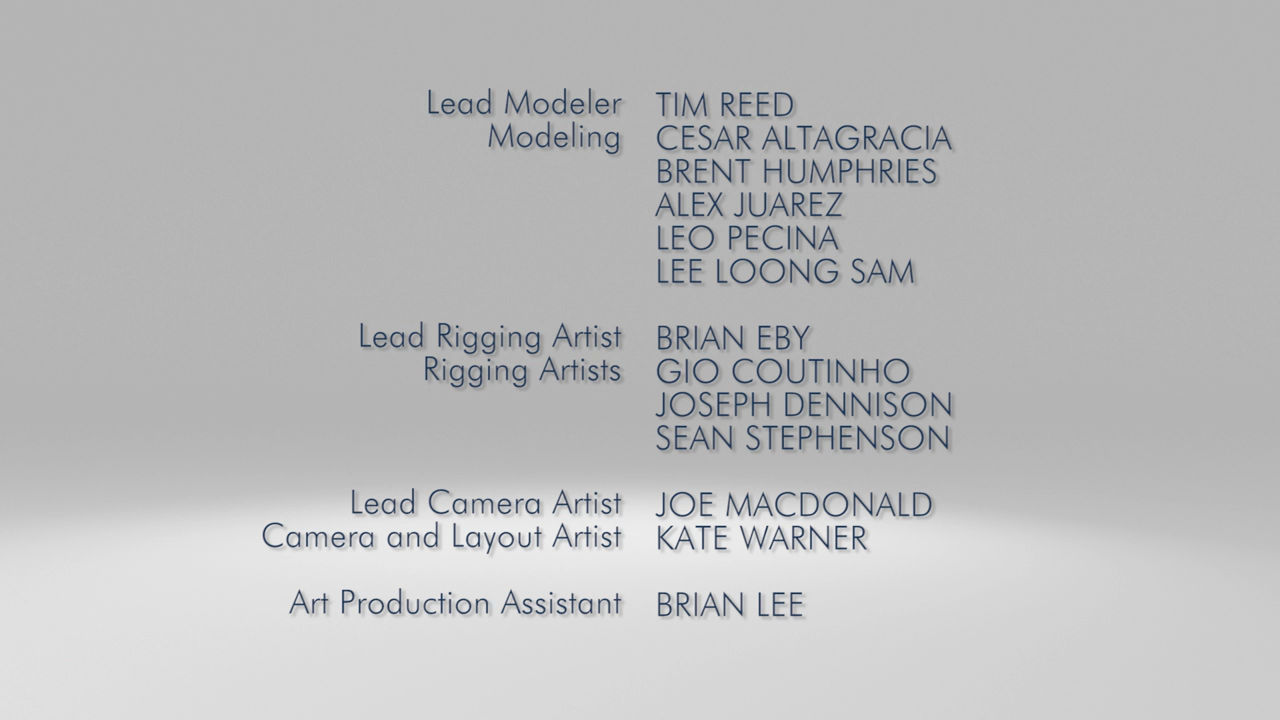 Lead Modeler TIM REED
Modeling CESAR ALTAGRACIA
BRENT HUMPHRIES
ALEX JUAREZ
LEO PECINA
LEE LOONG SAM
Lead Rigging Artist BRIAN EBY
Rigging Artists GIO COUTINHO
JOSEPH DENNISON
SEAN STEPHENSON
Lead Camera Artist JOE MACDONALD
Camera and Layout Artist KATE WARNER
Art Production Assistant BRIAN LEE